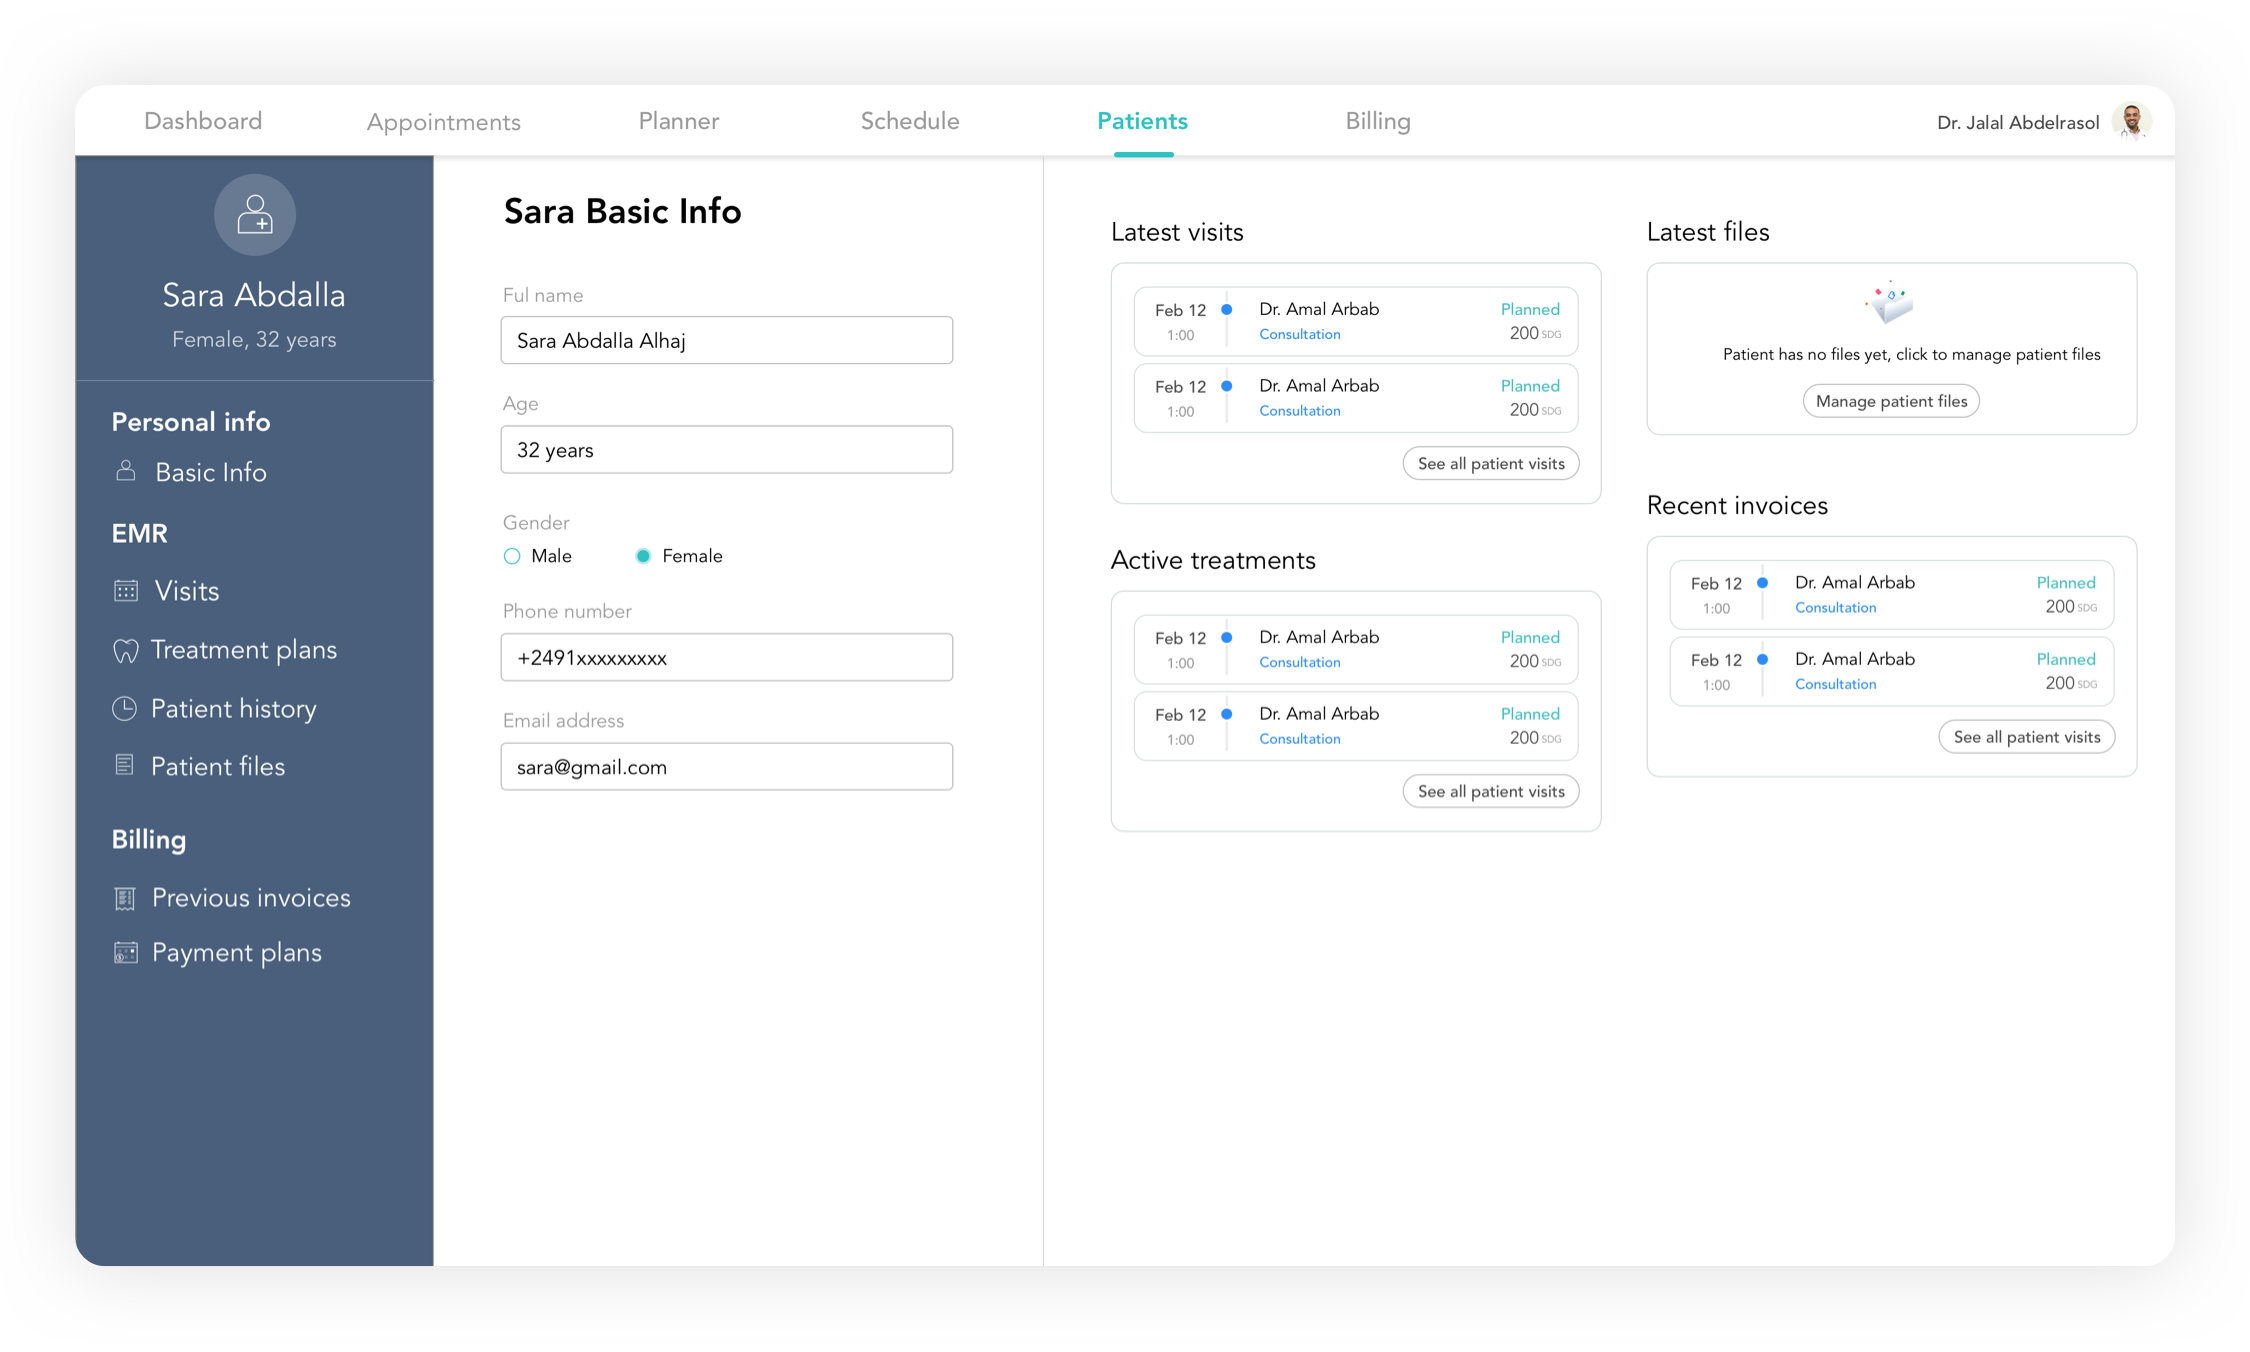 Dashboard
Appointments
Planner
Schedule
Patients
Billing
Dr. Jalal Abdelrasol
Sara Abdalla
Female, 32 years
Personal info
Basic Info
EMR
Visits
Treatment plans
Patient history
Patient files
Billing
Previous invoices
Payment plans
Sara Basic Info
Ful name
Sara Abdalla Alhaj
Age
32 years
Gender
Male
Female
Phone number
+2491xxxxxxxxx
Email address
sara@gmail.com
Latest visits
Feb 12 Dr. Amal Arbab Planned
1:00 Consultation 200 SDG
Feb 12 Dr. Amal Arbab Planned
1:00 Consultation 200 SDG
See all patient visits
Active treatments
Feb 12 Dr. Amal Arbab Planned
1:00 Consultation 200 SDG
Feb 12 Dr. Amal Arbab Planned
1:00 Consultation 200 SDG
See all patient visits
Latest files
Patient has no files yet, click to manage patient files
Manage patient files
Recent invoices
Feb 12 Dr. Amal Arbab Planned
1:00 Consultation 200 SDG
Feb 12 Dr. Amal Arbab Planned
1:00 Consultation 200 SDG
See all patient visits